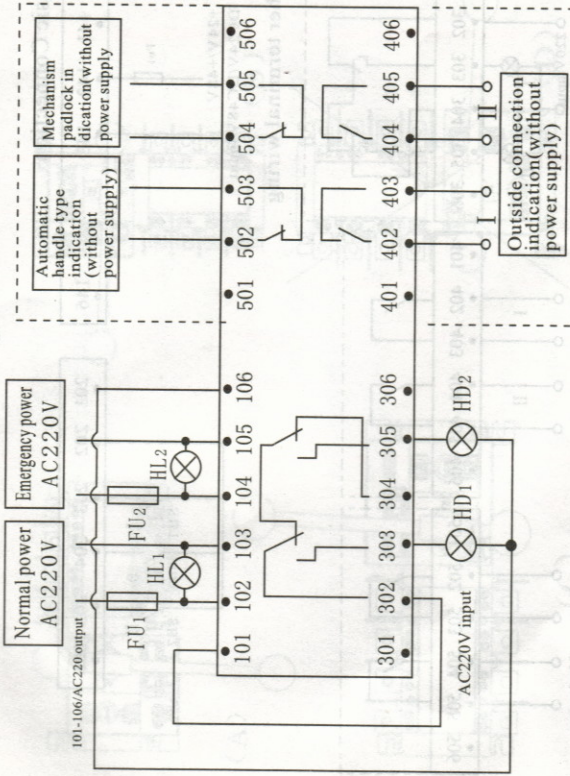 Normal power
AC220V
Emergency power
AC220V
Automatic
handle type
indication
(without
power supply)
Mechanism
padlock in
dication(without
power supply)
101-106/AC220 output
FU1
HL1
FU2
HL2
101
102
103
104
105
106
501
502
503
504
505
506
301
302
303
304
305
306
401
402
403
404
405
406
AC220V input
HD1
HD2
I
II
Outside connection
indication(without
power supply)